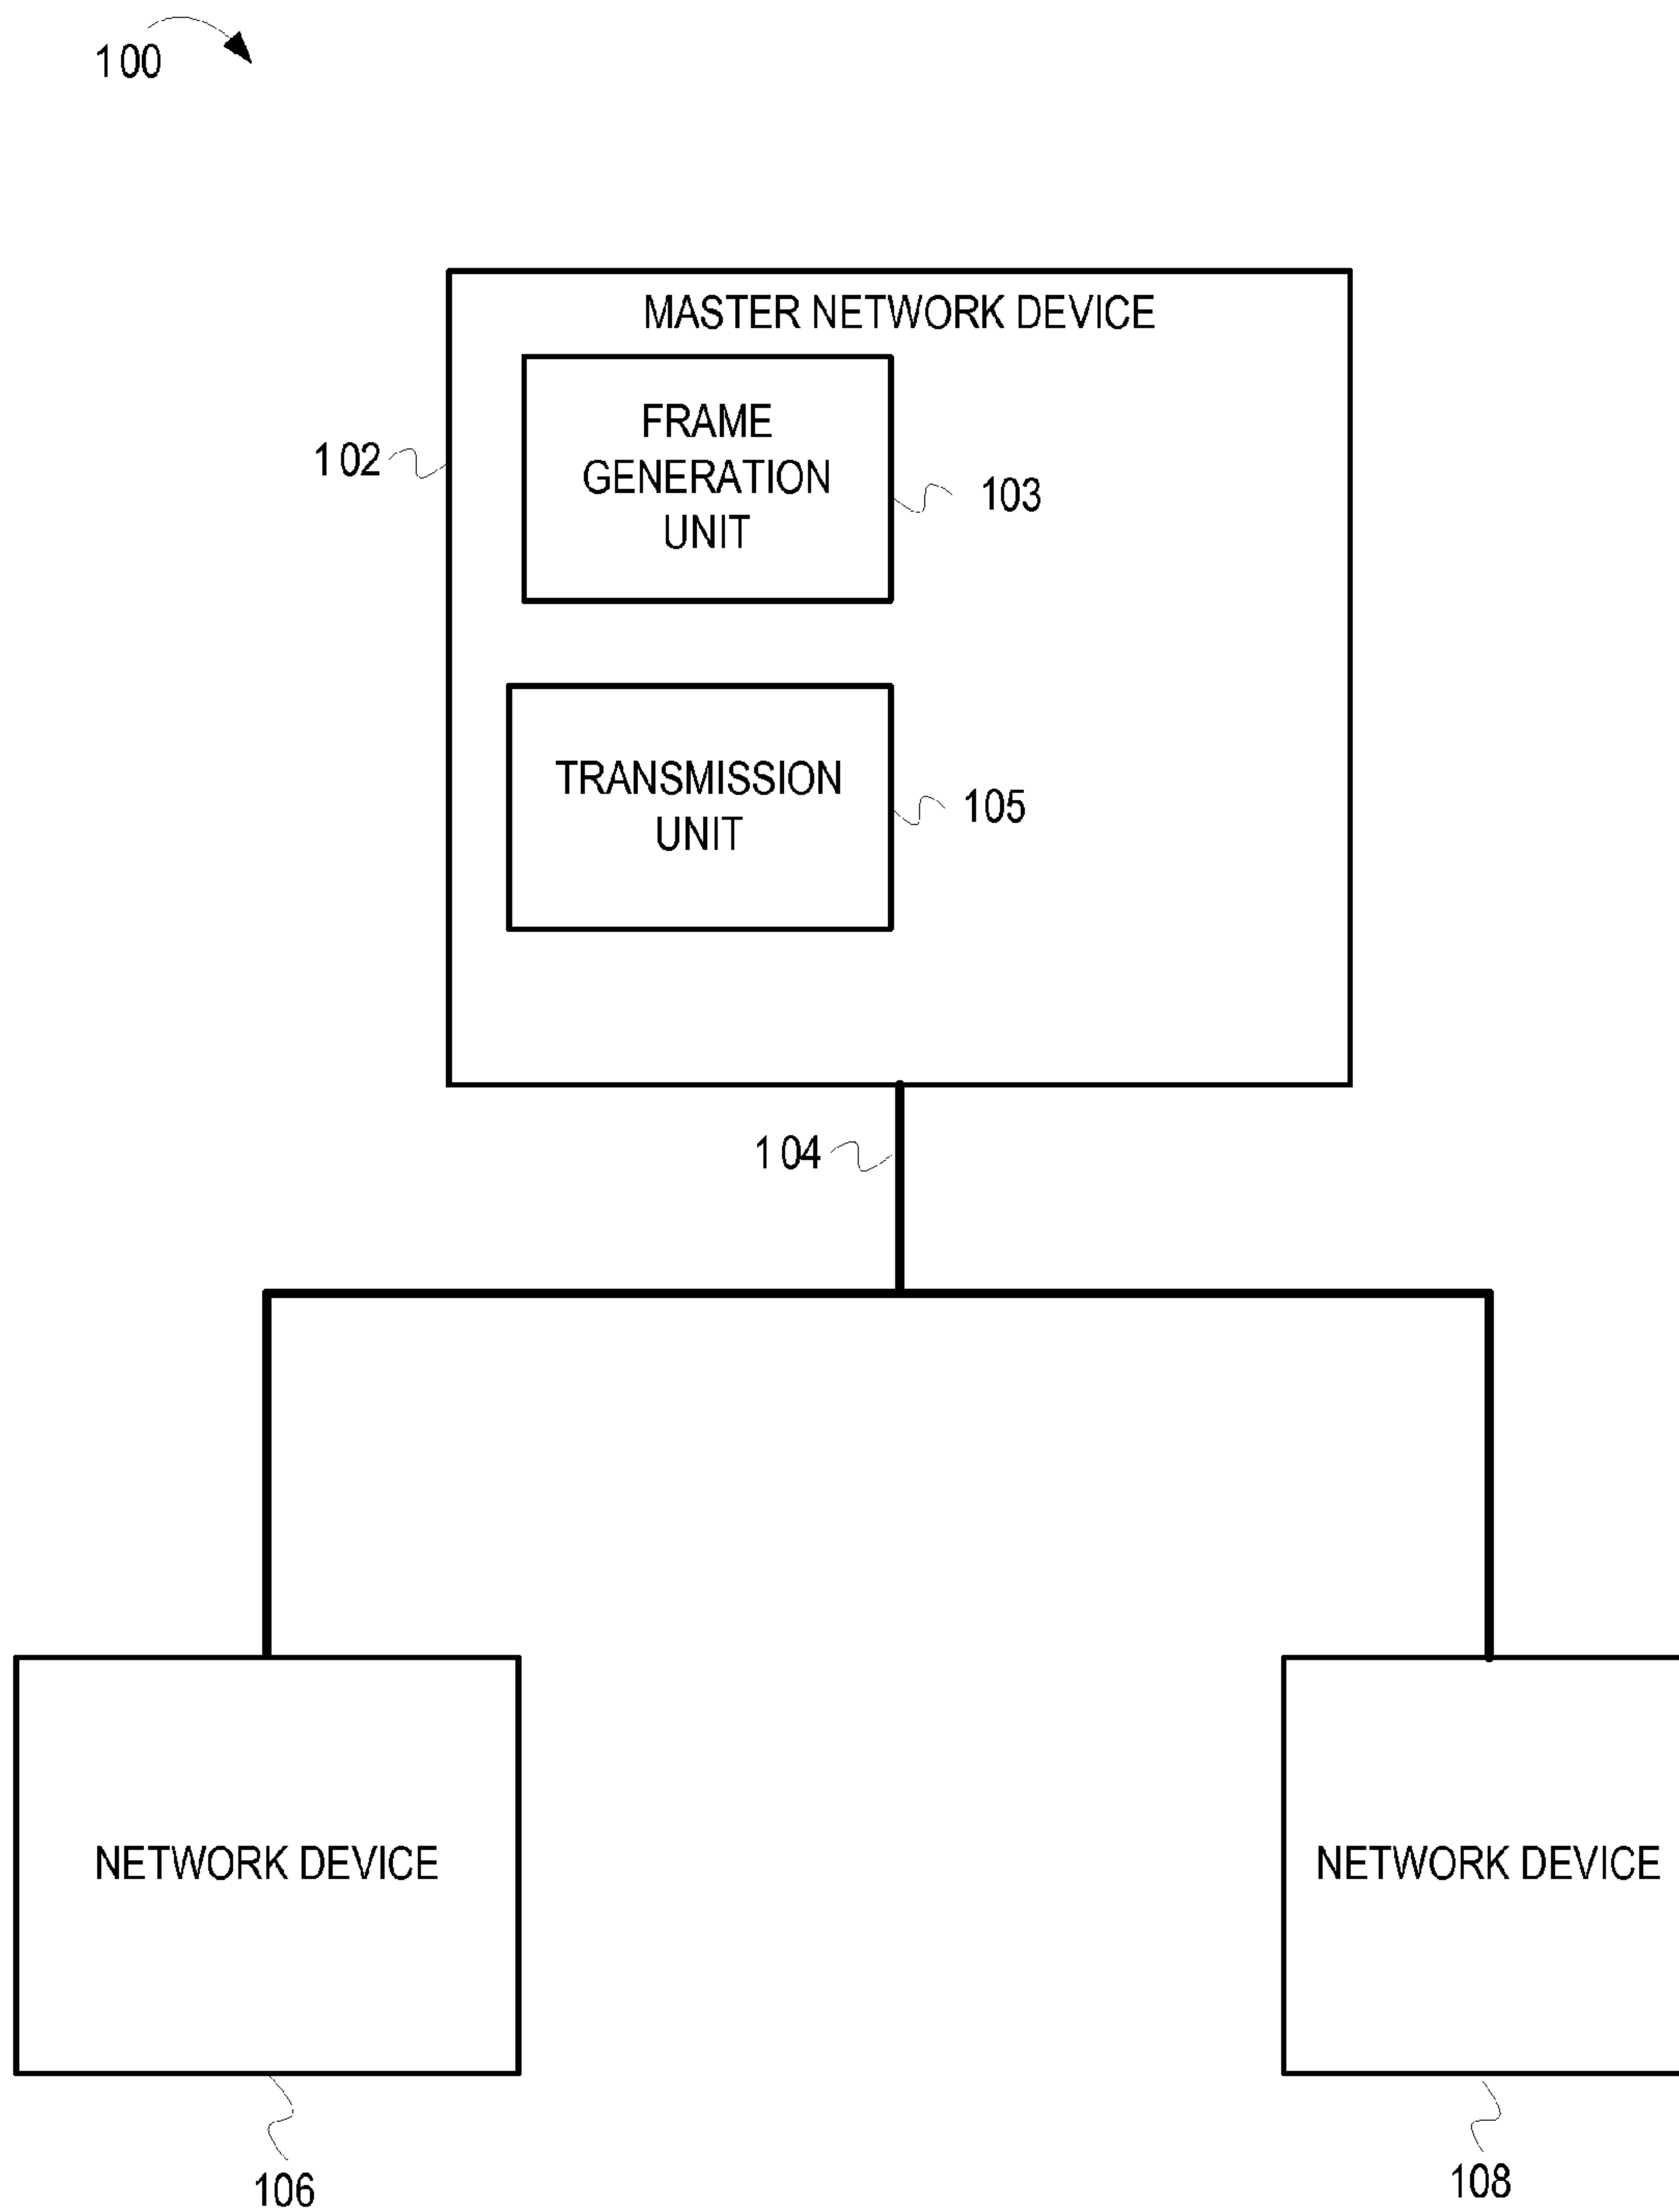 100
MASTER NETWORK DEVICE
FRAME
GENERATION
UNIT
102
103
TRANSMISSION
UNIT
105
104
NETWORK DEVICE
NETWORK DEVICE
106
108